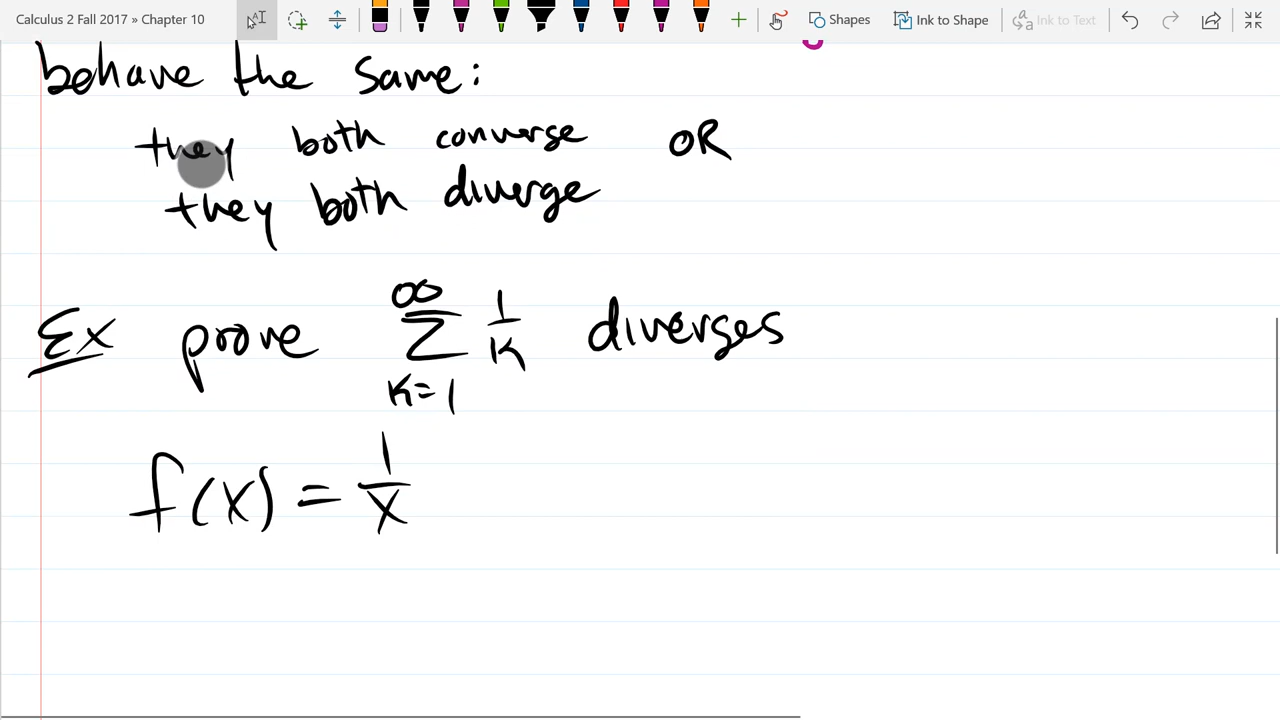 Calculus 2 Fall 2017 » Chapter 10
Shapes
Ink to Shape
Ink to Text
behave the same:
they both converge OR
they both diverge
Ex prove ∞ Σ k=1 1/k diverges
f(x) = 1/x